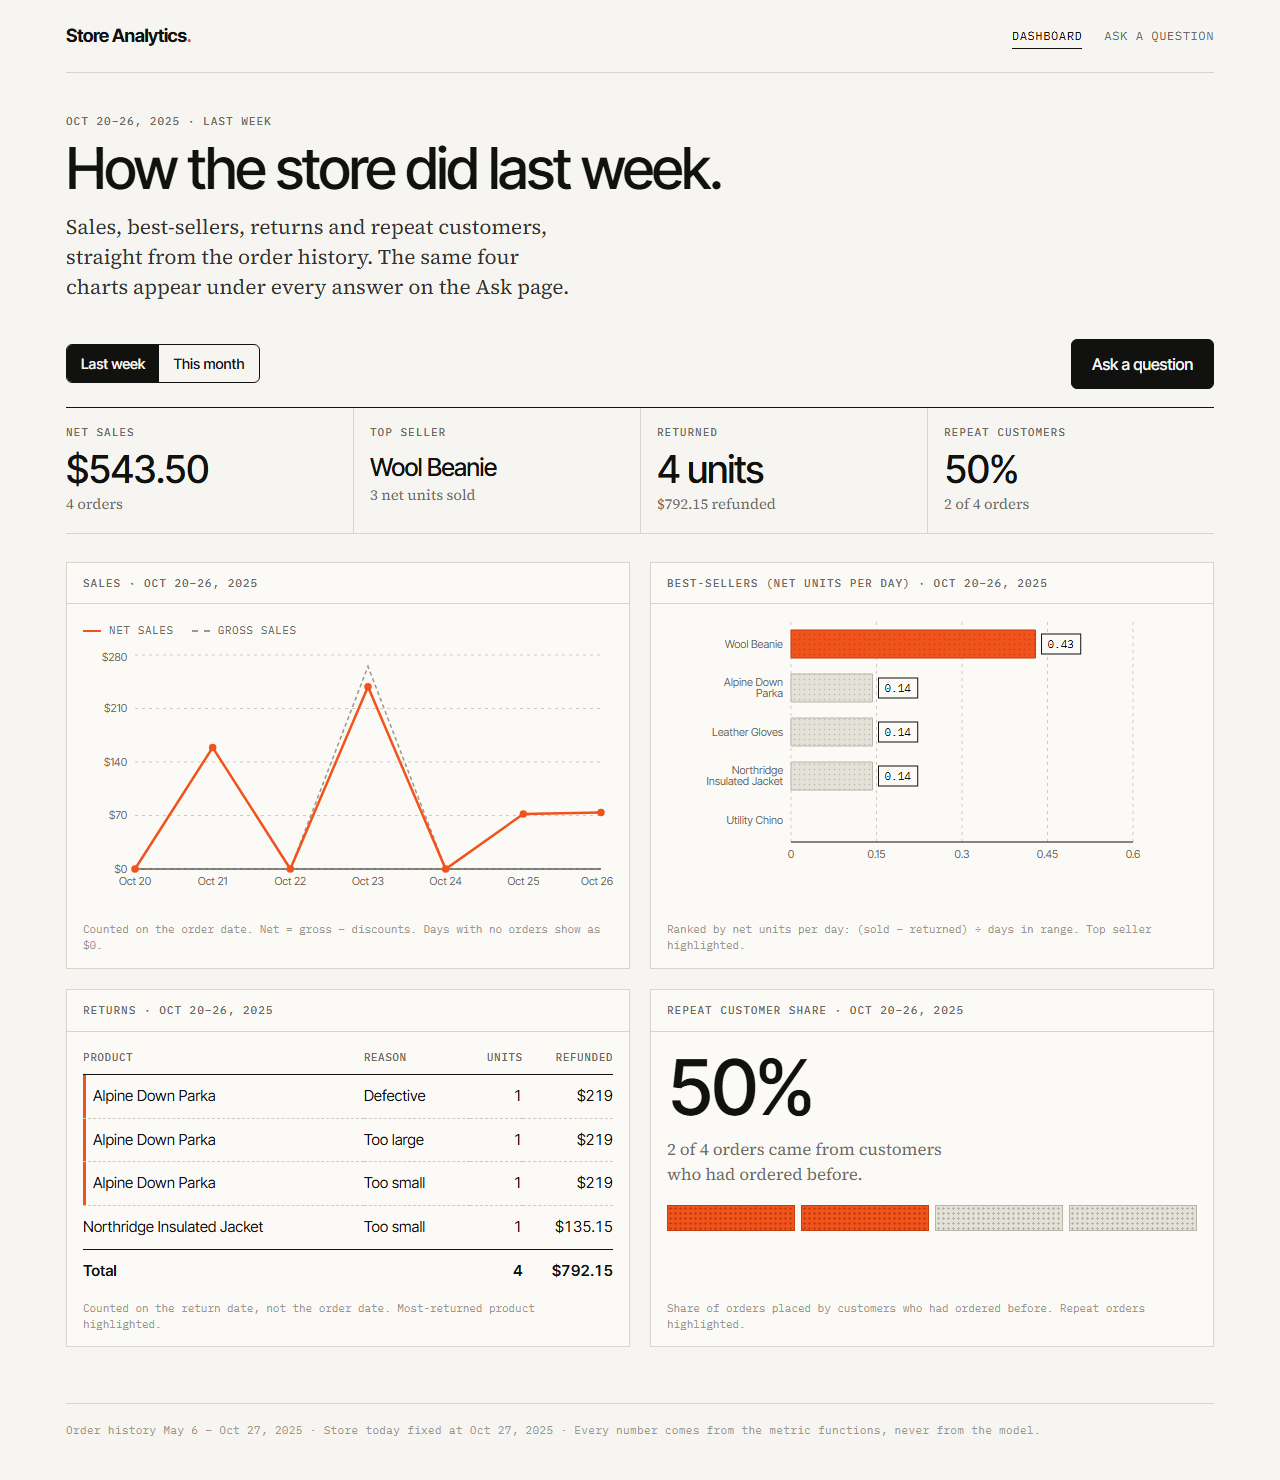 Store Analytics.
DASHBOARD
ASK A QUESTION
OCT 20–26, 2025 · LAST WEEK
How the store did last week.
Sales, best-sellers, returns and repeat customers,
straight from the order history. The same four
charts appear under every answer on the Ask page.
Last week
This month
Ask a question
NET SALES
$543.50
4 orders
TOP SELLER
Wool Beanie
3 net units sold
RETURNED
4 units
$792.15 refunded
REPEAT CUSTOMERS
50%
2 of 4 orders
SALES · OCT 20–26, 2025
NET SALES
GROSS SALES
$280
$210
$140
$70
$0
Oct 20
Oct 21
Oct 22
Oct 23
Oct 24
Oct 25
Oct 26
Counted on the order date. Net = gross − discounts. Days with no orders show as
$0.
BEST-SELLERS (NET UNITS PER DAY) · OCT 20–26, 2025
Wool Beanie
0.43
Alpine Down
Parka
0.14
Leather Gloves
0.14
Northridge
Insulated Jacket
0.14
Utility Chino
0
0.15
0.3
0.45
0.6
Ranked by net units per day: (sold − returned) ÷ days in range. Top seller
highlighted.
RETURNS · OCT 20–26, 2025
PRODUCT REASON UNITS REFUNDED
Alpine Down Parka Defective 1 $219
Alpine Down Parka Too large 1 $219
Alpine Down Parka Too small 1 $219
Northridge Insulated Jacket Too small 1 $135.15
Total 4 $792.15
Counted on the return date, not the order date. Most-returned product
highlighted.
REPEAT CUSTOMER SHARE · OCT 20–26, 2025
50%
2 of 4 orders came from customers
who had ordered before.
Share of orders placed by customers who had ordered before. Repeat orders
highlighted.
Order history May 6 – Oct 27, 2025 · Store today fixed at Oct 27, 2025 · Every number comes from the metric functions, never from the model.